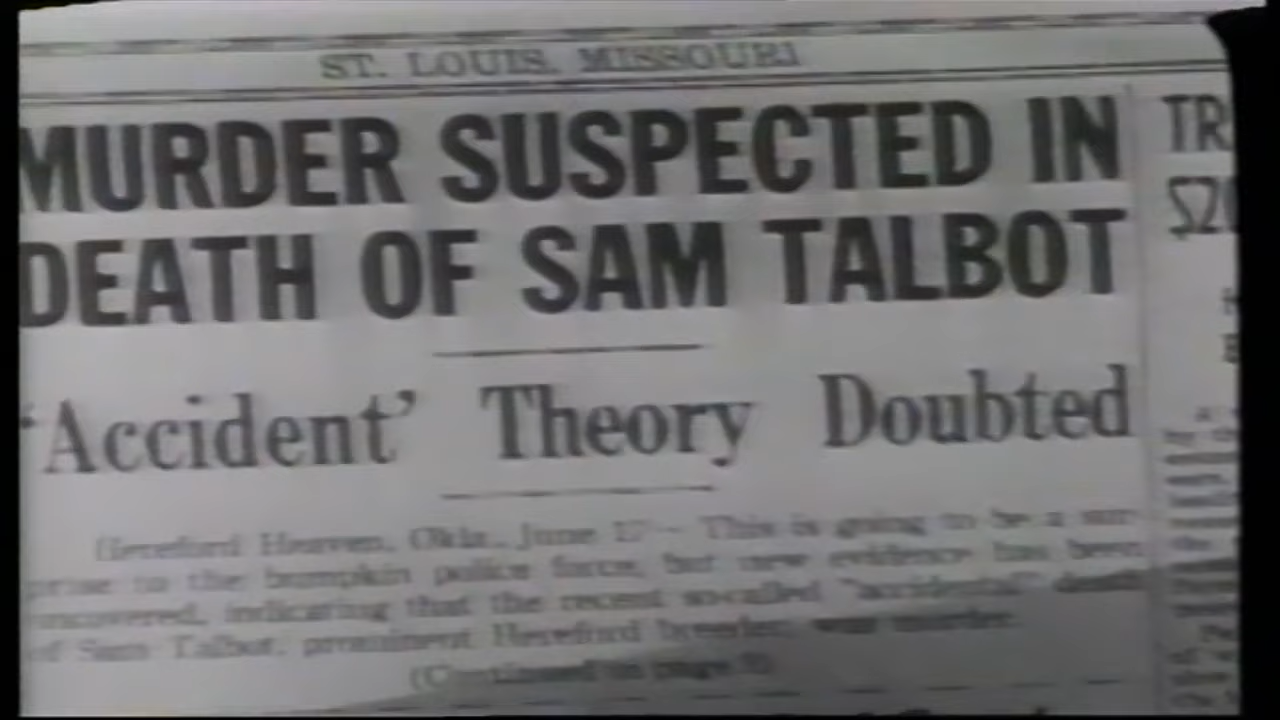 ST. LOUIS, MISSOURI
MURDER SUSPECTED IN
DEATH OF SAM TALBOT
'Accident' Theory Doubted
Hereford Heaven, Okla., June — This is going to be a sur-
prise to the bumpkin police force, but new evidence has been
uncovered, indicating that the recent so-called "accidental" death
of Sam Talbot, prominent Hereford breeder, was murder.
(Continued on page
TR
$20